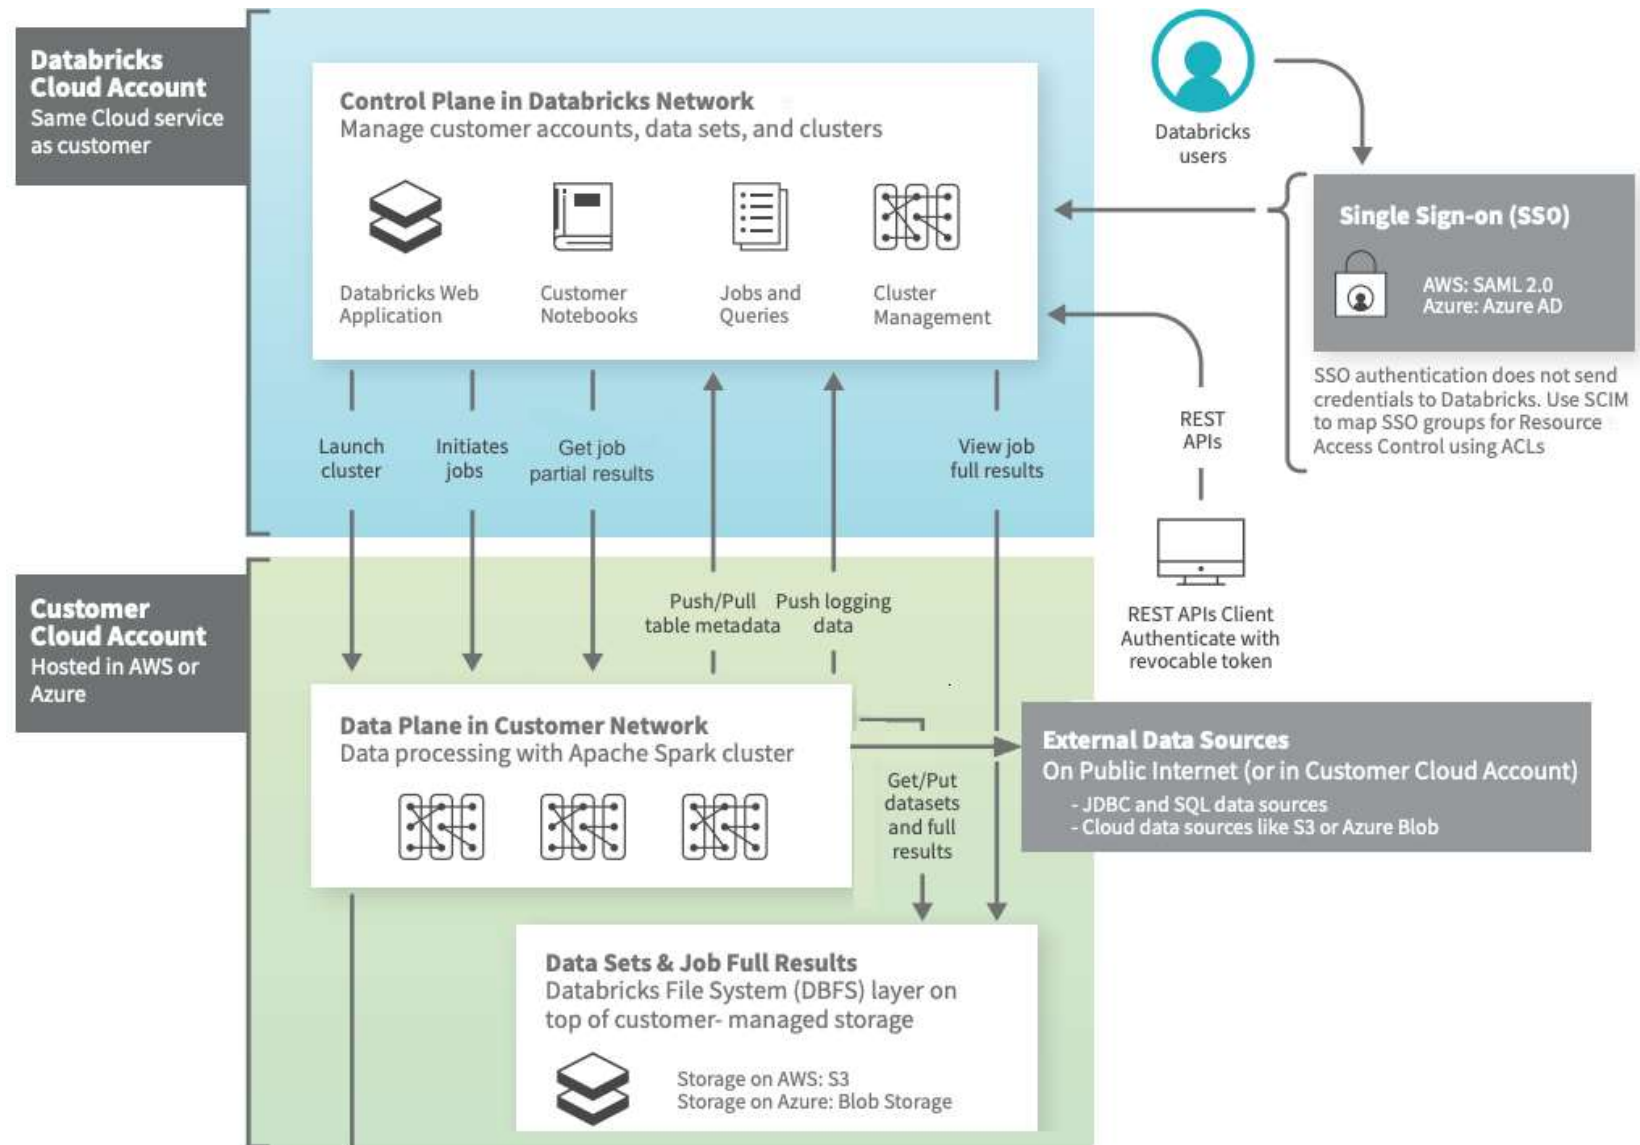 Databricks
Cloud Account
Same Cloud service
as customer
Control Plane in Databricks Network
Manage customer accounts, data sets, and clusters
Databricks Web
Application
Customer
Notebooks
Jobs and
Queries
Cluster
Management
Databricks
users
Single Sign-on (SSO)
AWS: SAML 2.0
Azure: Azure AD
SSO authentication does not send
credentials to Databricks. Use SCIM
to map SSO groups for Resource
Access Control using ACLs
REST
APIs
REST APIs Client
Authenticate with
revocable token
Launch
cluster
Initiates
jobs
Get job
partial results
View job
full results
Customer
Cloud Account
Hosted in AWS or
Azure
Push/Pull
table metadata
Push logging
data
Data Plane in Customer Network
Data processing with Apache Spark cluster
Get/Put
datasets
and full
results
External Data Sources
On Public Internet (or in Customer Cloud Account)
- JDBC and SQL data sources
- Cloud data sources like S3 or Azure Blob
Data Sets & Job Full Results
Databricks File System (DBFS) layer on
top of customer- managed storage
Storage on AWS: S3
Storage on Azure: Blob Storage